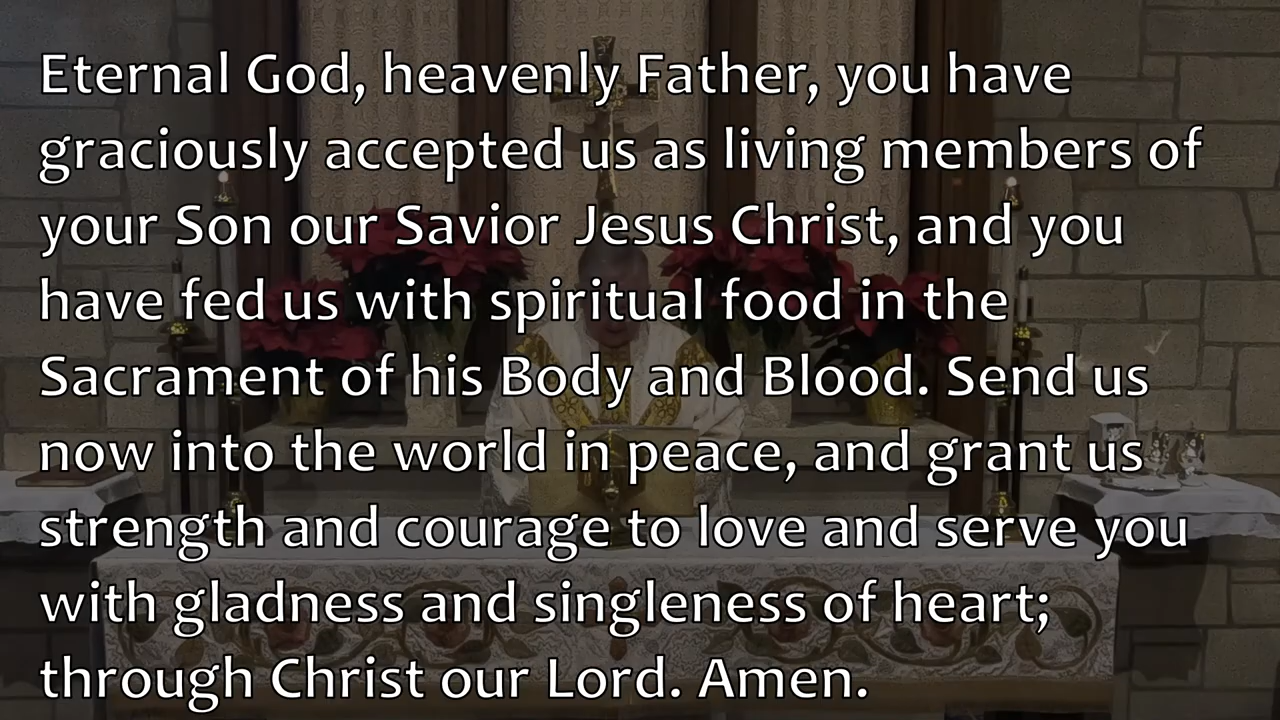 Eternal God, heavenly Father, you have
graciously accepted us as living members of
your Son our Savior Jesus Christ, and you
have fed us with spiritual food in the
Sacrament of his Body and Blood. Send us
now into the world in peace, and grant us
strength and courage to love and serve you
with gladness and singleness of heart;
through Christ our Lord. Amen.